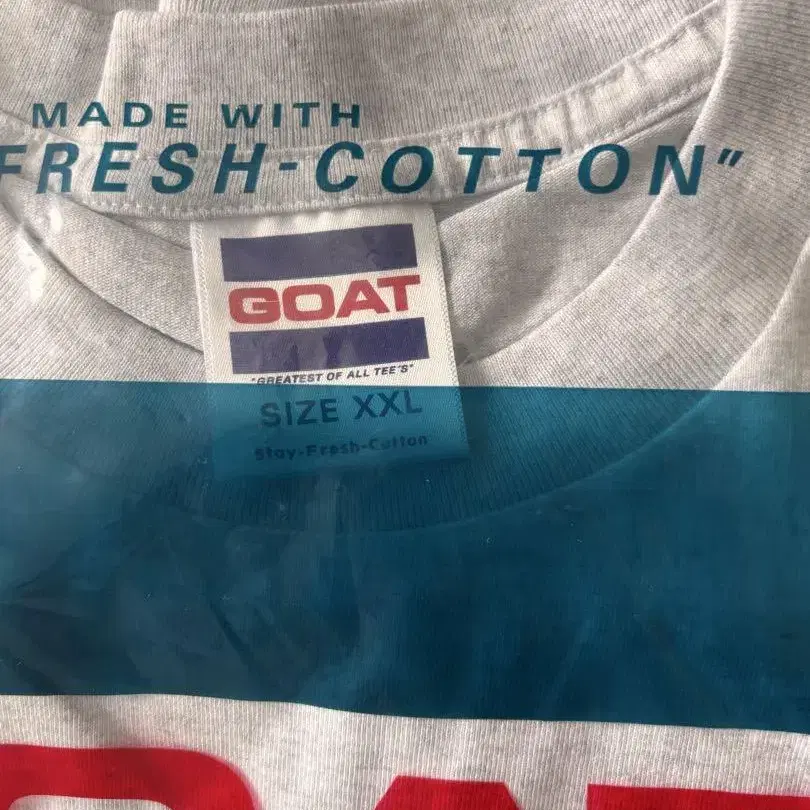 MADE WITH
FRESH-COTTON"
GOAT
"GREATEST OF ALL TEE'S"
SIZE XXL
Stay-Fresh-Cotton